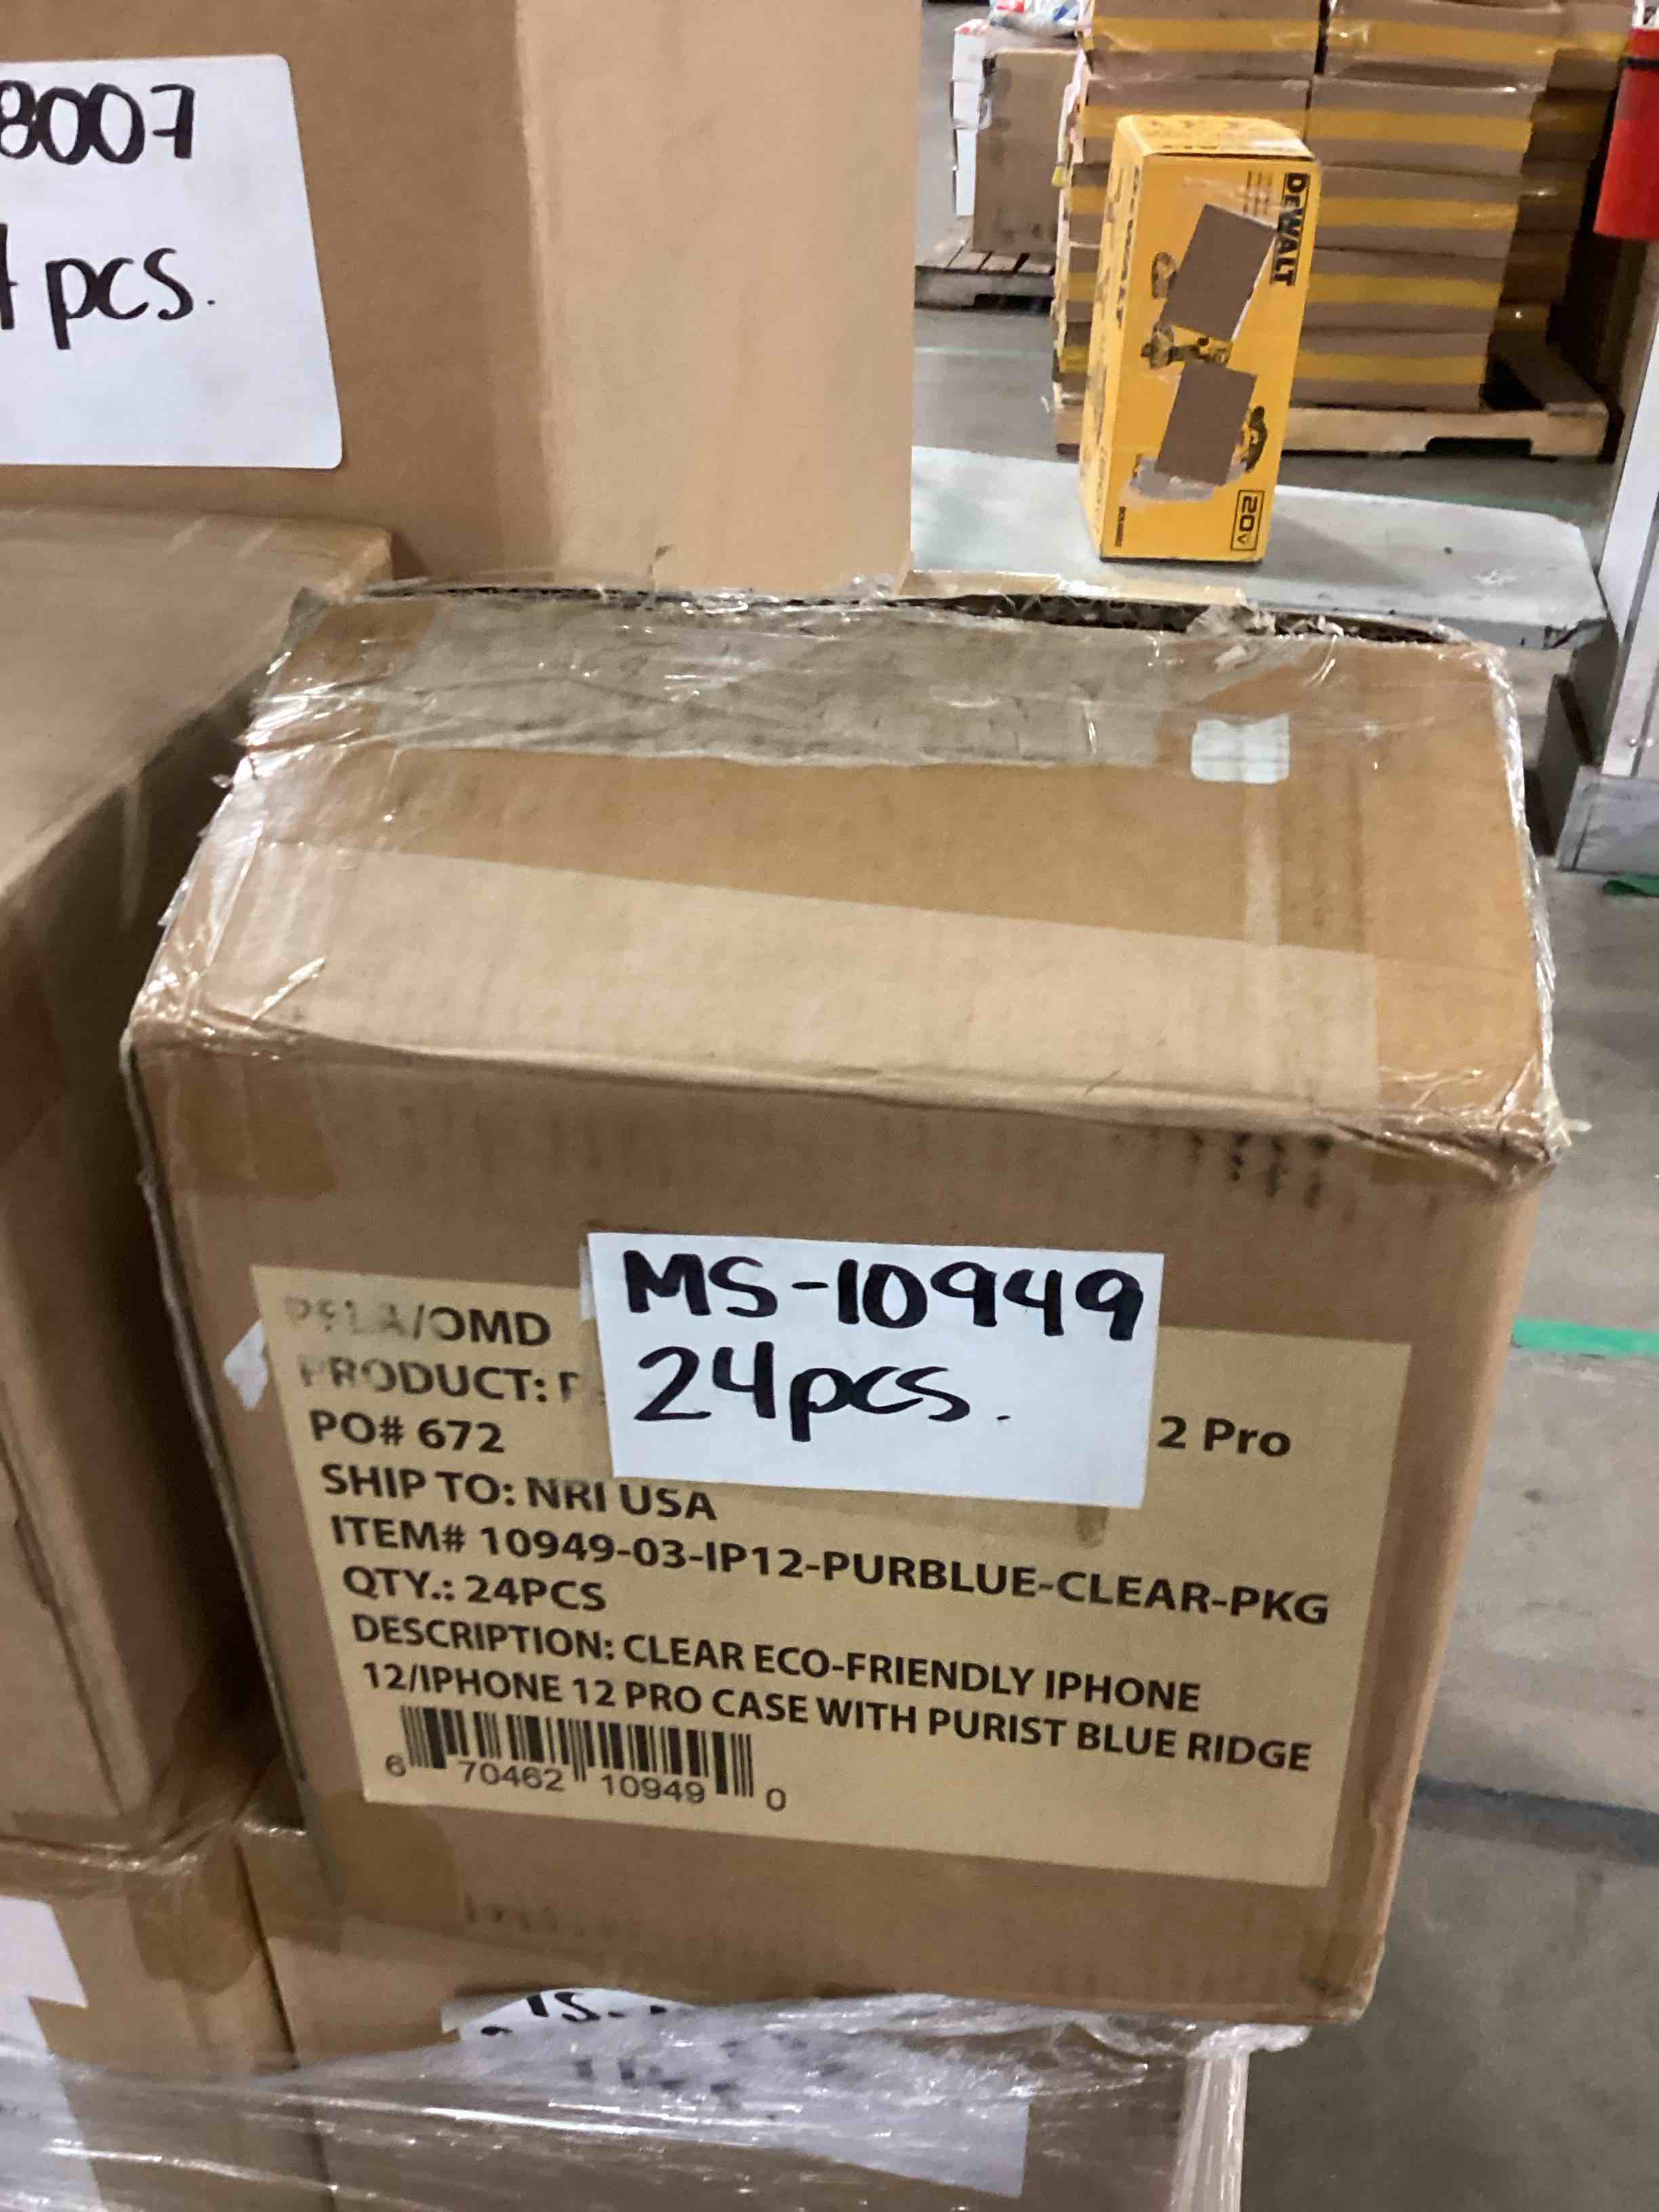 8007
pcs.
DEWALT
20V
MS-10949
24pcs.
PELA/OMD
PRODUCT:
2 Pro
PO# 672
SHIP TO: NRI USA
ITEM# 10949-03-IP12-PURBLUE-CLEAR-PKG
QTY.: 24PCS
DESCRIPTION: CLEAR ECO-FRIENDLY IPHONE
12/IPHONE 12 PRO CASE WITH PURIST BLUE RIDGE
6 70462 10949 0